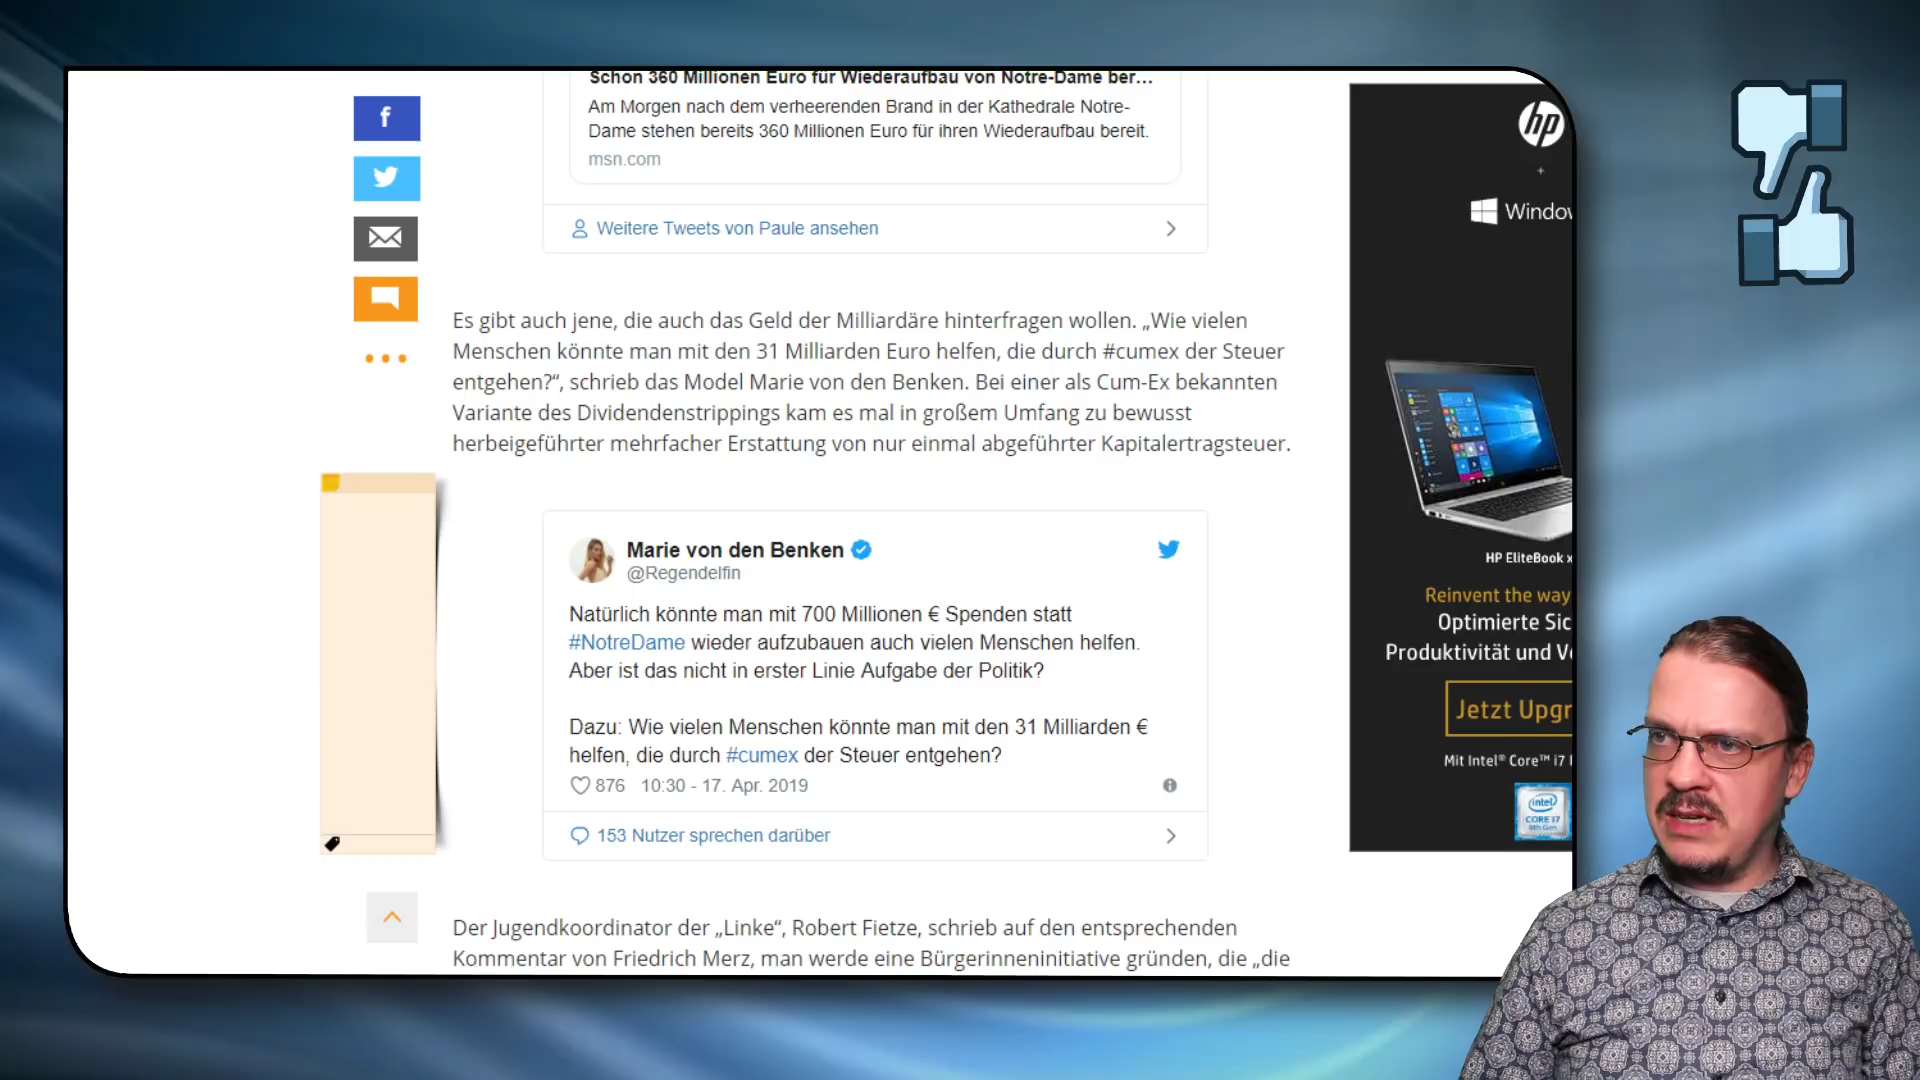 Schon 360 Millionen Euro für Wiederaufbau von Notre-Dame ber...
Am Morgen nach dem verheerenden Brand in der Kathedrale Notre-
Dame stehen bereits 360 Millionen Euro für ihren Wiederaufbau bereit.
msn.com
Weitere Tweets von Paule ansehen
Es gibt auch jene, die auch das Geld der Milliardäre hinterfragen wollen. „Wie vielen
Menschen könnte man mit den 31 Milliarden Euro helfen, die durch #cumex der Steuer
entgehen?“, schrieb das Model Marie von den Benken. Bei einer als Cum-Ex bekannten
Variante des Dividendenstrippings kam es mal in großem Umfang zu bewusst
herbeigeführter mehrfacher Erstattung von nur einmal abgeführter Kapitalertragsteuer.
Marie von den Benken
@Regendelfin
Natürlich könnte man mit 700 Millionen € Spenden statt
#NotreDame wieder aufzubauen auch vielen Menschen helfen.
Aber ist das nicht in erster Linie Aufgabe der Politik?
Dazu: Wie vielen Menschen könnte man mit den 31 Milliarden €
helfen, die durch #cumex der Steuer entgehen?
876 10:30 - 17. Apr. 2019
153 Nutzer sprechen darüber
Der Jugendkoordinator der „Linke“, Robert Fietze, schrieb auf den entsprechenden
Kommentar von Friedrich Merz, man werde eine Bürgerinneninitiative gründen, die „die
f
hp
Window
HP EliteBook x
Reinvent the way
Optimierte Sic
Produktivität und Ve
Jetzt Upgr
Mit Intel® Core™ i7
intel
CORE i7
8th Gen